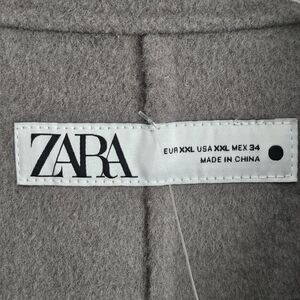 ZARA
EUR XXL USA XXL MEX 34
MADE IN CHINA